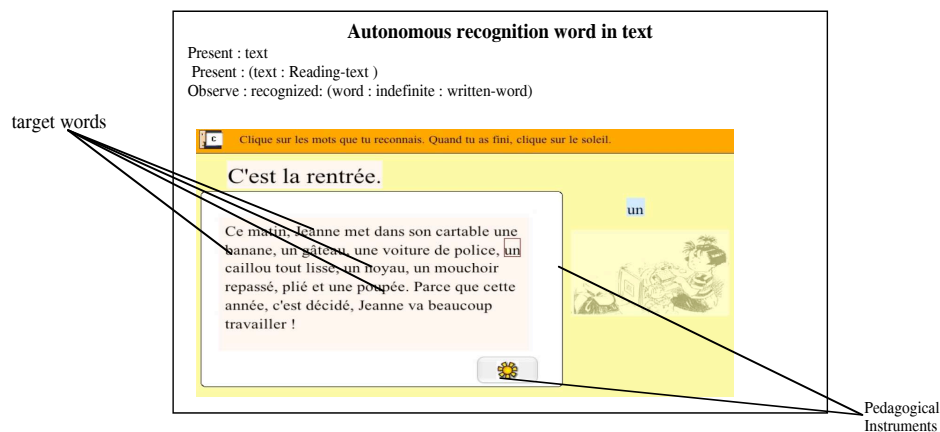 Autonomous recognition word in text
Present : text
Present : (text : Reading-text )
Observe : recognized: (word : indefinite : written-word)
target words
C
Clique sur les mots que tu reconnais. Quand tu as fini, clique sur le soleil.
C'est la rentrée.
un
Ce matin, Jeanne met dans son cartable une
banane, un gâteau, une voiture de police, un
caillou tout lisse, un noyau, un mouchoir
repassé, plié et une poupée. Parce que cette
année, c'est décidé, Jeanne va beaucoup
travailler !
Pedagogical
Instruments